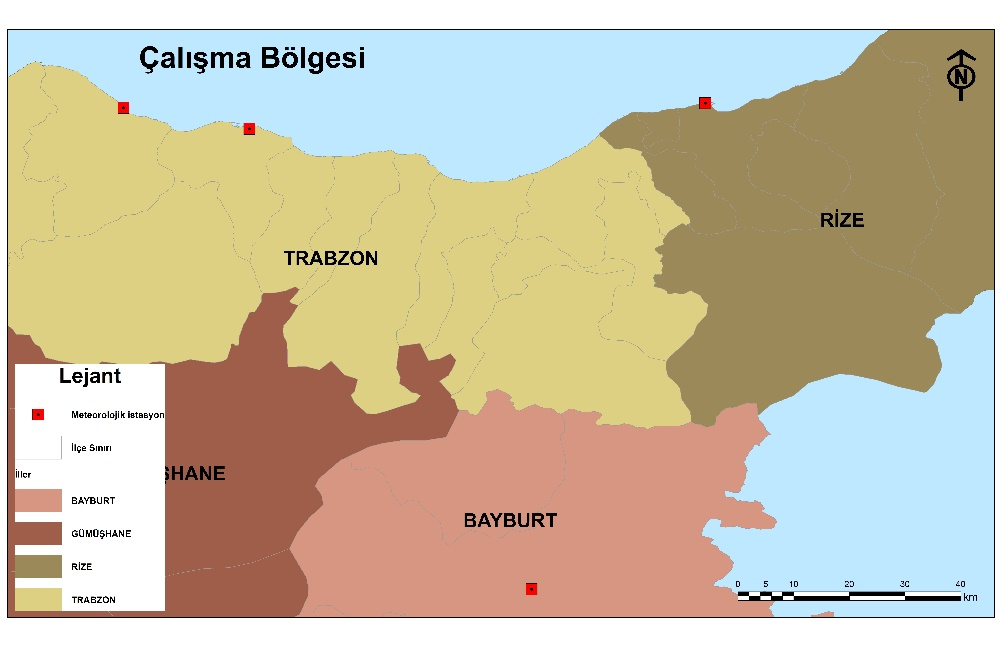 Çalışma Bölgesi
N
RİZE
TRABZON
Lejant
Meteorolojik istasyon
İlçe Sınırı
İller
BAYBURT
GÜMÜŞHANE
RİZE
TRABZON
ŞHANE
BAYBURT
0 5 10 20 30 40
km